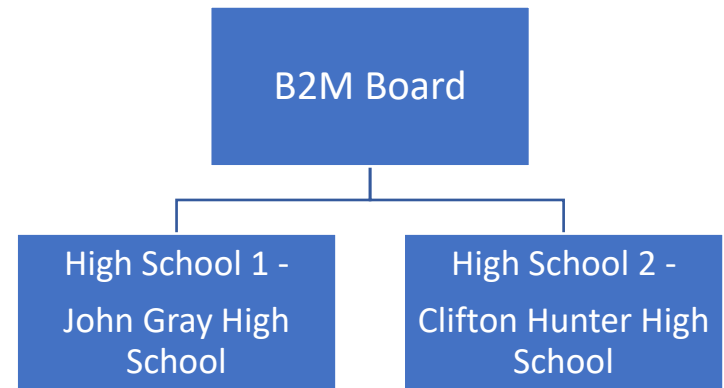 B2M Board
High School 1 -
John Gray High
School
High School 2 -
Clifton Hunter High
School